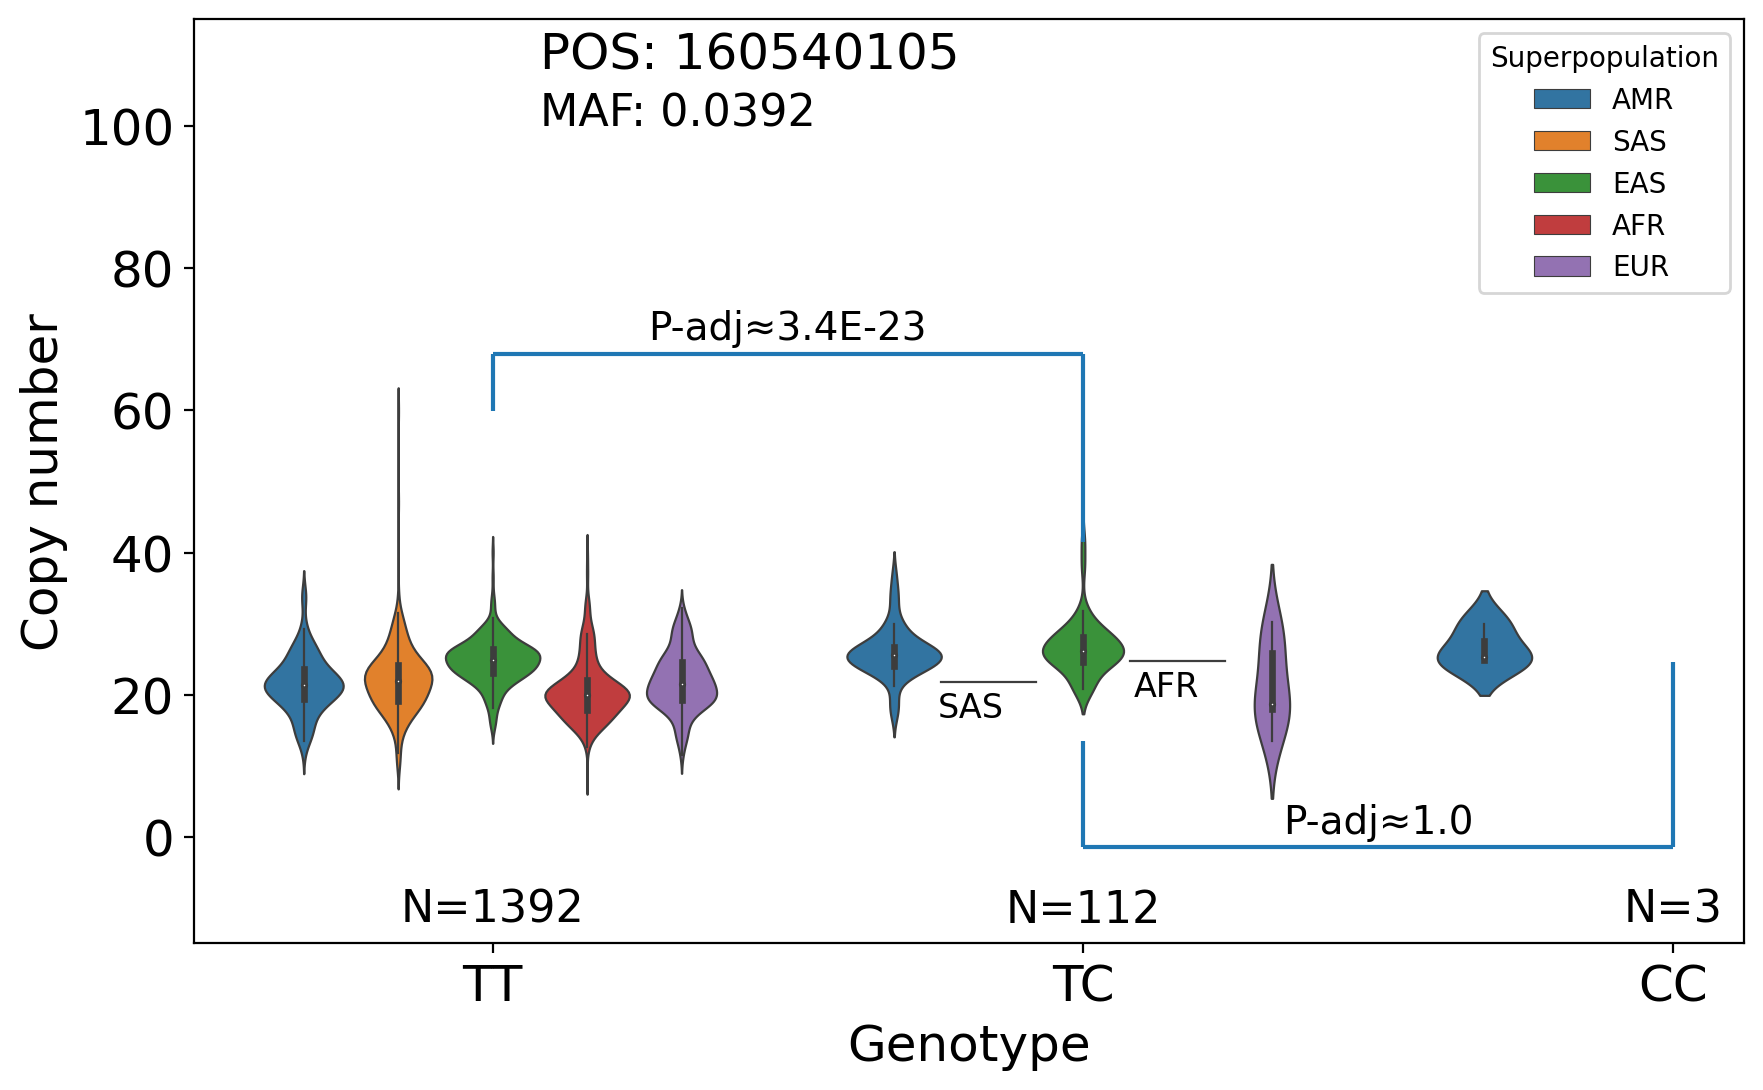 POS: 160540105
MAF: 0.0392
Superpopulation
AMR
SAS
EAS
AFR
EUR
100
80
60
40
20
0
Copy number
P-adj≈3.4E-23
SAS
AFR
P-adj≈1.0
N=1392
N=112
N=3
TT
TC
CC
Genotype